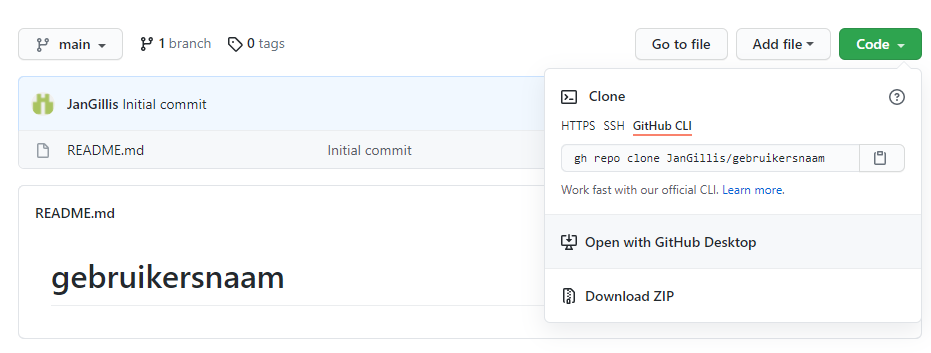 main 1 branch 0 tags Go to file Add file Code
JanGillis Initial commit
README.md Initial commit
README.md
gebruikersnaam
Clone
HTTPS SSH GitHub CLI
gh repo clone JanGillis/gebruikersnaam
Work fast with our official CLI. Learn more.
Open with GitHub Desktop
Download ZIP